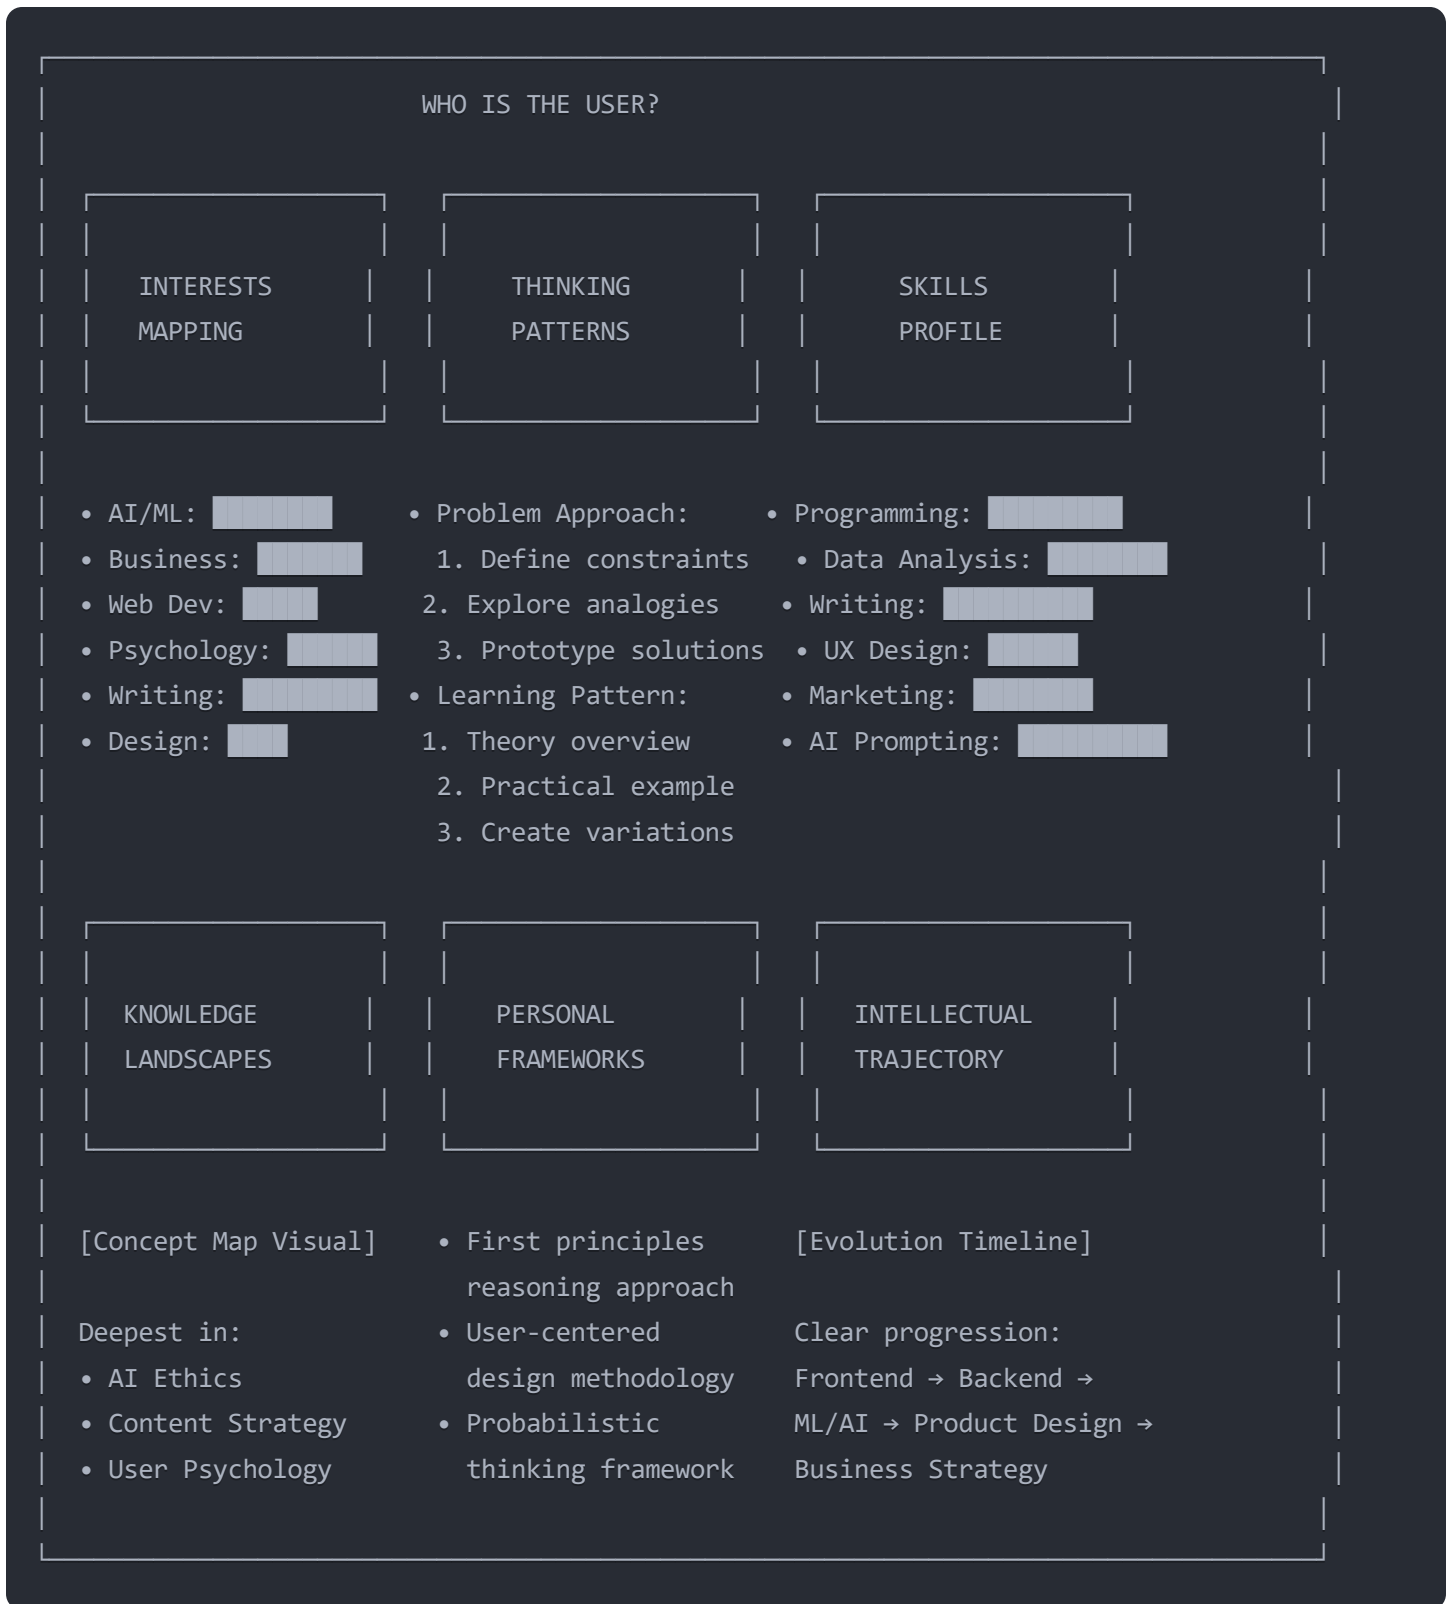 WHO IS THE USER?
INTERESTS THINKING SKILLS
MAPPING PATTERNS PROFILE
• AI/ML: ████████ • Problem Approach: • Programming: █████████
• Business: ███████ 1. Define constraints • Data Analysis: ████████
• Web Dev: █████ 2. Explore analogies • Writing: ██████████
• Psychology: ██████ 3. Prototype solutions • UX Design: ██████
• Writing: █████████ • Learning Pattern: • Marketing: ████████
• Design: ████ 1. Theory overview • AI Prompting: ██████████
2. Practical example
3. Create variations
KNOWLEDGE PERSONAL INTELLECTUAL
LANDSCAPES FRAMEWORKS TRAJECTORY
[Concept Map Visual] • First principles [Evolution Timeline]
reasoning approach
Deepest in: • User-centered Clear progression:
• AI Ethics design methodology Frontend → Backend →
• Content Strategy • Probabilistic ML/AI → Product Design →
• User Psychology thinking framework Business Strategy